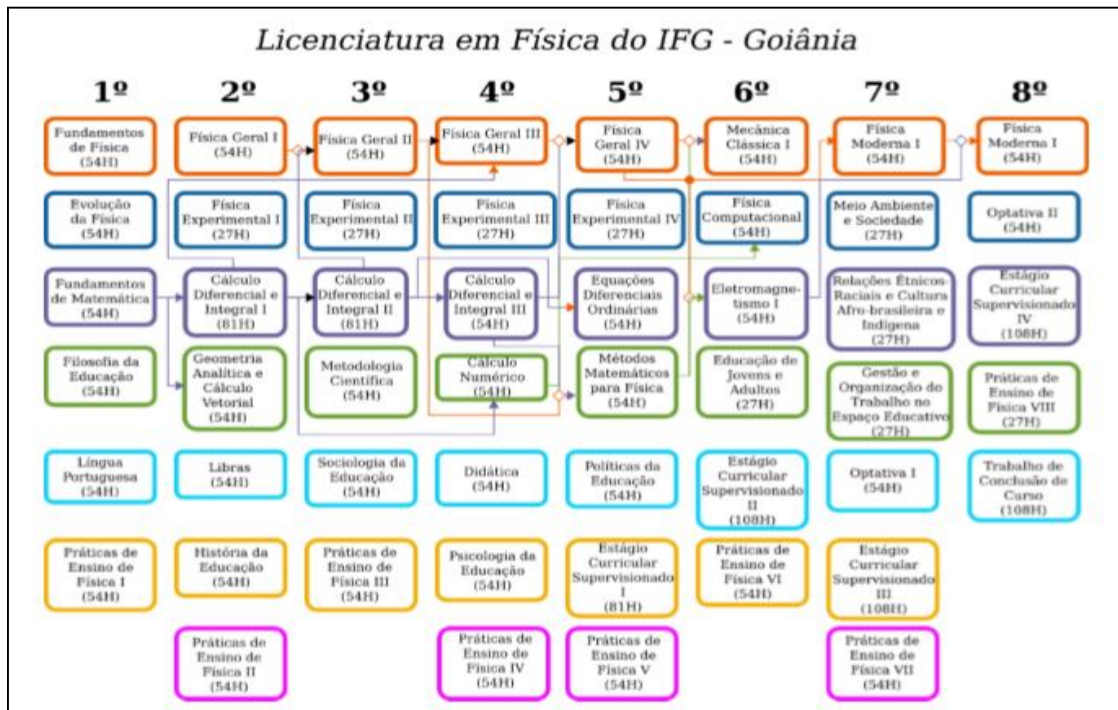 Licenciatura em Física do IFG - Goiânia
1º
2º
3º
4º
5º
6º
7º
8º
Fundamentos
de Física
(54H)
Física Geral I
(54H)
Física Geral II
(54H)
Física Geral III
(54H)
Física
Geral IV
(54H)
Mecânica
Clássica I
(54H)
Física
Moderna I
(54H)
Física
Moderna I
(54H)
Evolução
da Física
(54H)
Física
Experimental I
(27H)
Física
Experimental II
(27H)
Física
Experimental III
(27H)
Física
Experimental IV
(27H)
Física
Computacional
(54H)
Meio Ambiente
e Sociedade
(27H)
Optativa II
(54H)
Fundamentos
de Matemática
(54H)
Cálculo
Diferencial e
Integral I
(81H)
Cálculo
Diferencial e
Integral II
(81H)
Cálculo
Diferencial e
Integral III
(54H)
Equações
Diferenciais
Ordinárias
(54H)
Eletromagne-
tismo I
(54H)
Relações Étnicos-
Raciais e Cultura
Afro-brasileira e
Indigena
(27H)
Estágio
Curricular
Supervisionado
IV
(108H)
Filosofia da
Educação
(54H)
Geometria
Analítica e
Cálculo
Vetorial
(54H)
Metodologia
Científica
(54H)
Cálculo
Numérico
(54H)
Métodos
Matemáticos
para Física
(54H)
Educação de
Jovens e
Adultos
(27H)
Gestão e
Organização do
Trabalho no
Espaço Educativo
(27H)
Práticas de
Ensino de
Física VIII
(27H)
Língua
Portuguesa
(54H)
Libras
(54H)
Sociologia da
Educação
(54H)
Didática
(54H)
Políticas da
Educação
(54H)
Estágio
Curricular
Supervisionado
II
(108H)
Optativa I
(54H)
Trabalho de
Conclusão de
Curso
(108H)
Práticas de
Ensino de
Física I
(54H)
História da
Educação
(54H)
Práticas de
Ensino de
Física III
(54H)
Psicologia da
Educação
(54H)
Estágio
Curricular
Supervisionado
I
(81H)
Práticas de
Ensino de
Física VI
(54H)
Estágio
Curricular
Supervisionado
III
(108H)
Práticas de
Ensino de
Física II
(54H)
Práticas de
Ensino de
Física IV
(54H)
Práticas de
Ensino de
Física V
(54H)
Práticas de
Ensino de
Física VII
(54H)